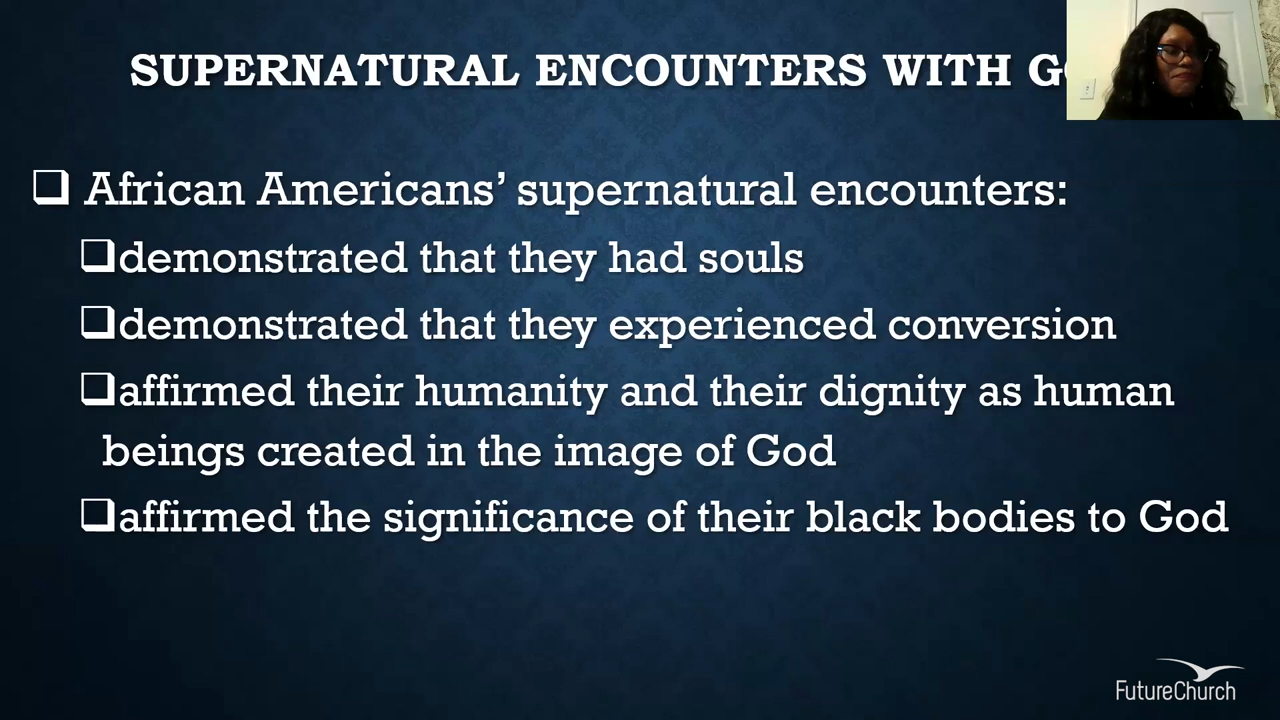 SUPERNATURAL ENCOUNTERS WITH
African Americans’ supernatural encounters:
demonstrated that they had souls
demonstrated that they experienced conversion
affirmed their humanity and their dignity as human
beings created in the image of God
affirmed the significance of their black bodies to God
FutureChurch